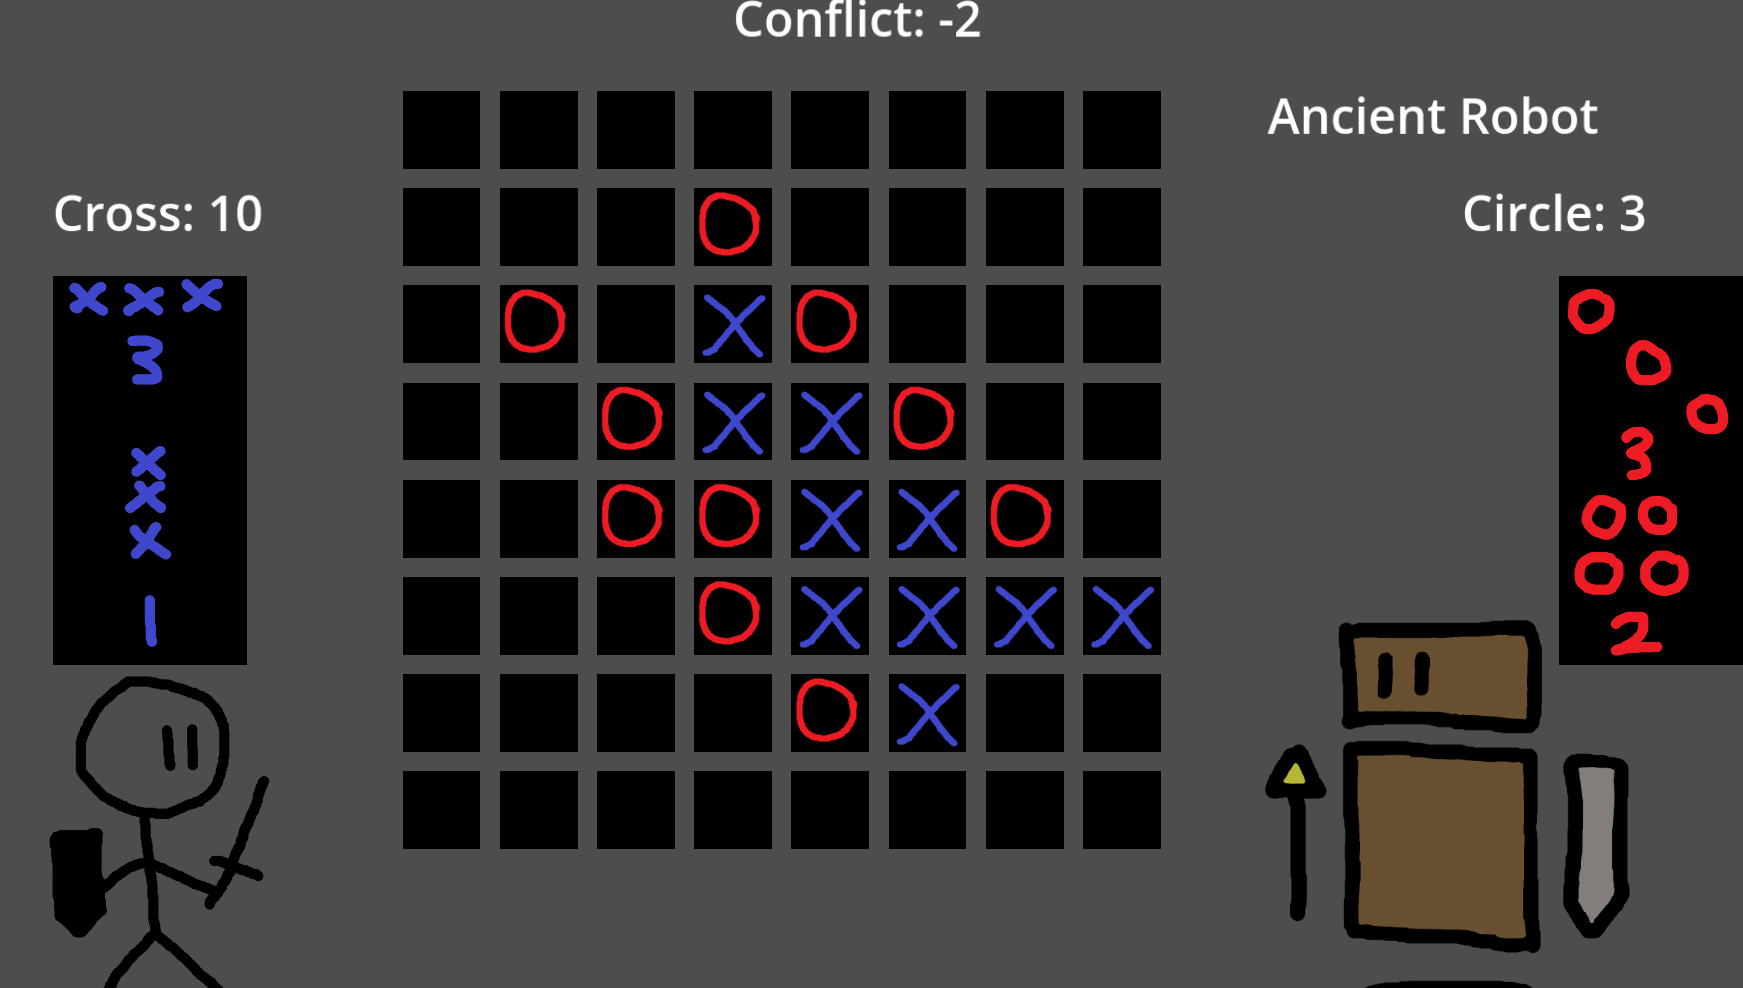 Conflict: -2
Ancient Robot
Cross: 10
Circle: 3
x x x
3
x
x
x
1
O
O
O
3
O O
O O
2
O
O X O
O X X O
O O X X O
O X X X X
O X